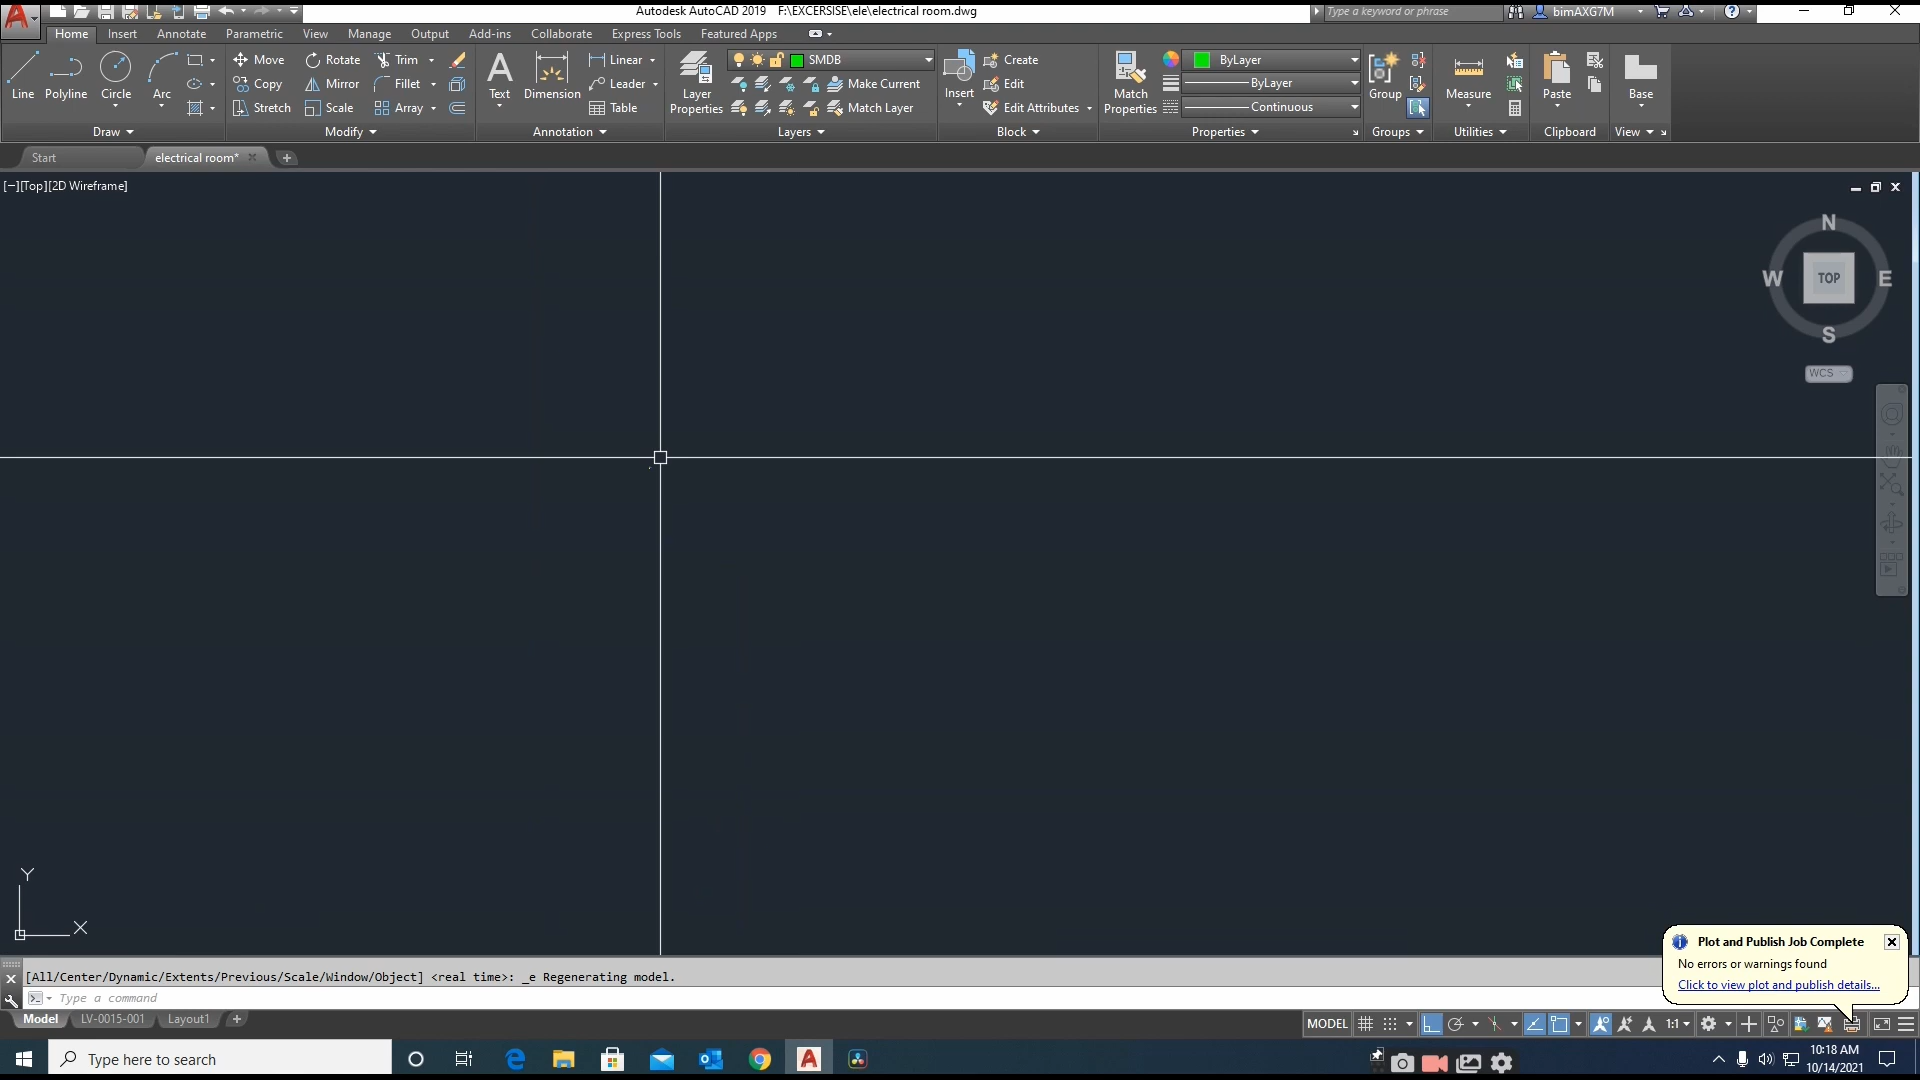 Autodesk AutoCAD 2019 F:\EXCERSISE\ele\electrical room.dwg
Type a keyword or phrase
bimAXG7M
Home Insert Annotate Parametric View Manage Output Add-ins Collaborate Express Tools Featured Apps
Line Polyline Circle Arc
Move Rotate Trim
Copy Mirror Fillet
Stretch Scale Array
Text Dimension
Linear
Leader
Table
Layer Properties
SMDB
Make Current
Match Layer
Insert
Create
Edit
Edit Attributes
Match Properties
ByLayer
ByLayer
Continuous
Group
Measure
Paste
Base
Draw Modify Annotation Layers Block Properties Groups Utilities Clipboard View
Start electrical room*
[−][Top][2D Wireframe]
N
W TOP E
S
WCS
Y
X
[All/Center/Dynamic/Extents/Previous/Scale/Window/Object] <real time>: _e Regenerating model.
Type a command
Plot and Publish Job Complete
No errors or warnings found
Click to view plot and publish details...
Model LV-0015-001 Layout1
MODEL 1:1
Type here to search
10:18 AM
10/14/2021